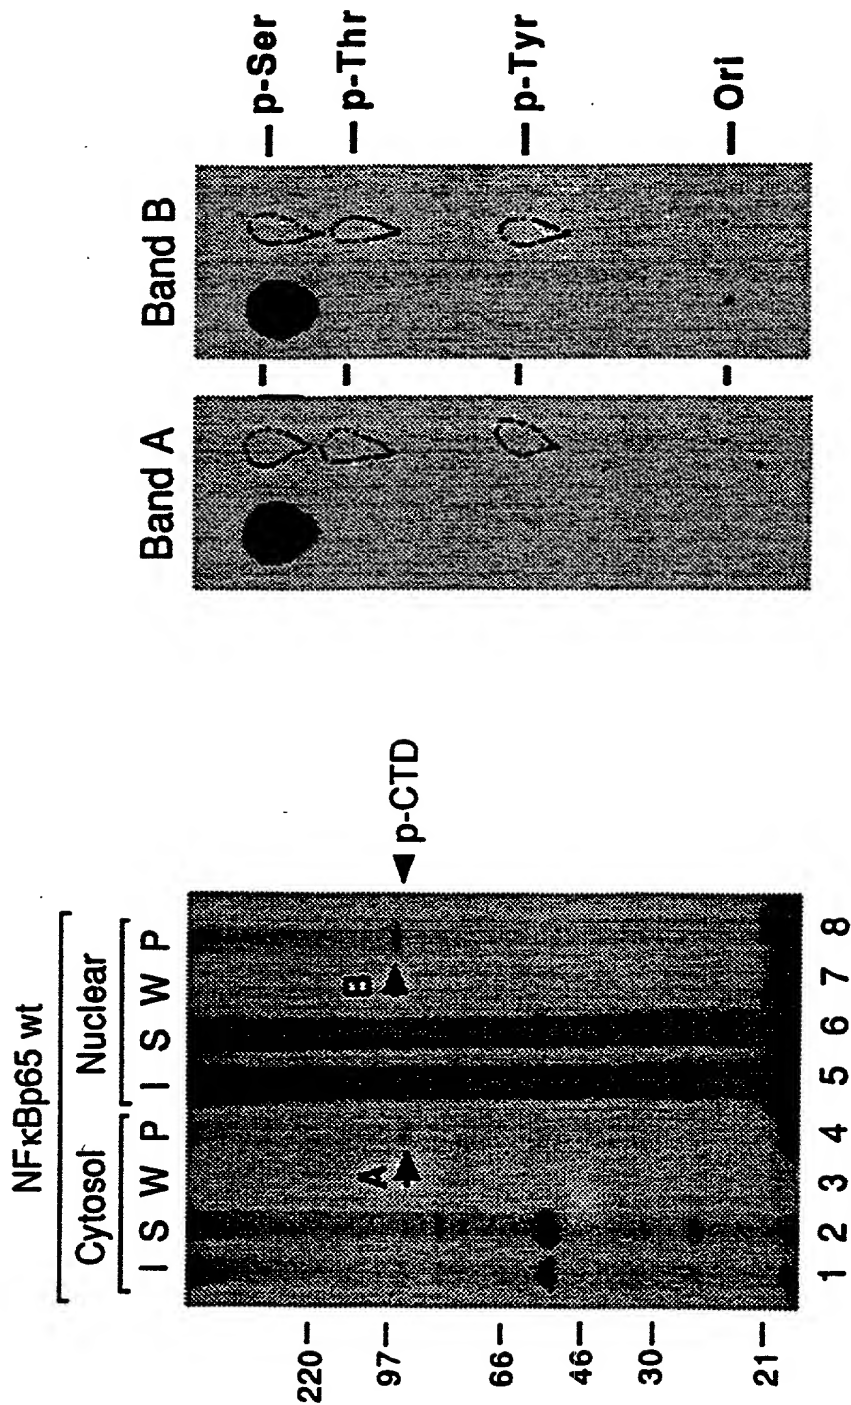 NFκBp65 wt
Cytosol Nuclear
I S W P I S W P
220
97
66
46
30
21
A
B
p-CTD
1 2 3 4 5 6 7 8
Band A Band B
p-Ser
p-Thr
p-Tyr
Ori